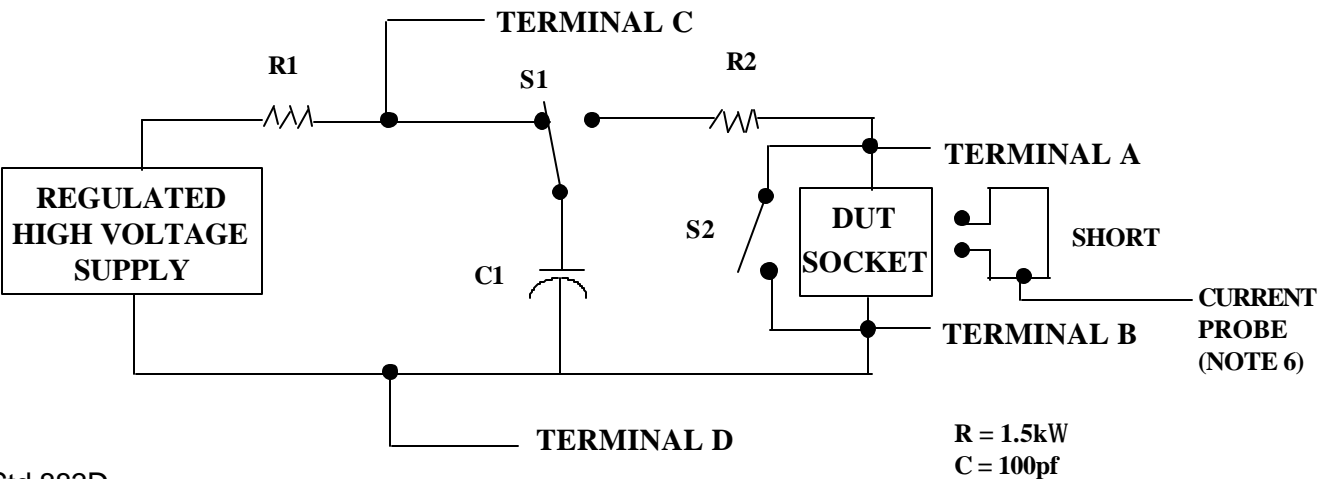 TERMINAL C
R1
R2
S1
TERMINAL A
REGULATED
HIGH VOLTAGE
SUPPLY
DUT
SOCKET
S2
SHORT
C1
CURRENT
PROBE
(NOTE 6)
TERMINAL B
TERMINAL D
R = 1.5kW
C = 100pf